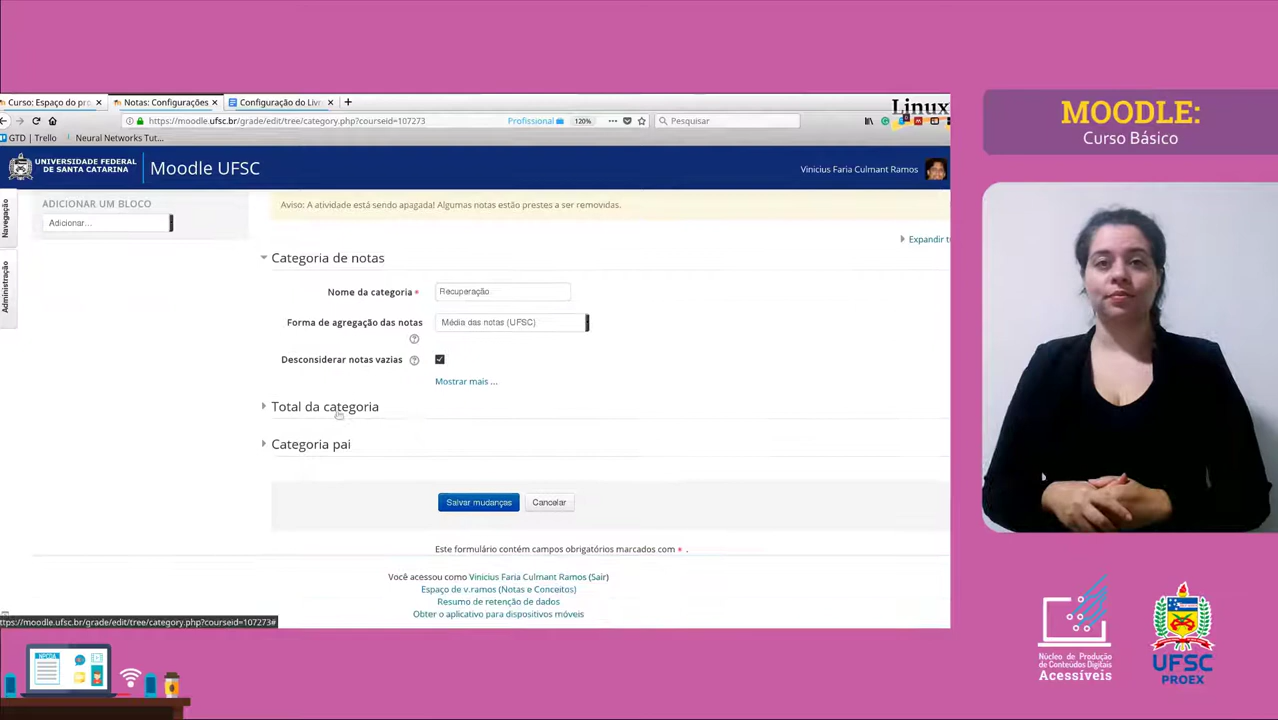 Linux
Curso: Espaço do pro
Notas: Configurações
Configuração do Livr
https://moodle.ufsc.br/grade/edit/tree/category.php?courseid=107273
Profissional
120%
Pesquisar
GTD | Trello
Neural Networks Tut...
UNIVERSIDADE FEDERAL
DE SANTA CATARINA
Moodle UFSC
Vinicius Faria Culmant Ramos
Navegação
Administração
ADICIONAR UM BLOCO
Adicionar...
Aviso: A atividade está sendo apagada! Algumas notas estão prestes a ser removidas.
Expandir t
Categoria de notas
Nome da categoria *
Recuperação
Forma de agregação das notas
Média das notas (UFSC)
Desconsiderar notas vazias
Mostrar mais ...
Total da categoria
Categoria pai
Salvar mudanças
Cancelar
Este formulário contém campos obrigatórios marcados com * .
Você acessou como Vinicius Faria Culmant Ramos (Sair)
Espaço de v.ramos (Notas e Conceitos)
Resumo de retenção de dados
Obter o aplicativo para dispositivos móveis
ttps://moodle.ufsc.br/grade/edit/tree/category.php?courseid=107273#
MOODLE:
Curso Básico
Núcleo de Produção
de Conteúdos Digitais
Acessíveis
UFSC
PROEX